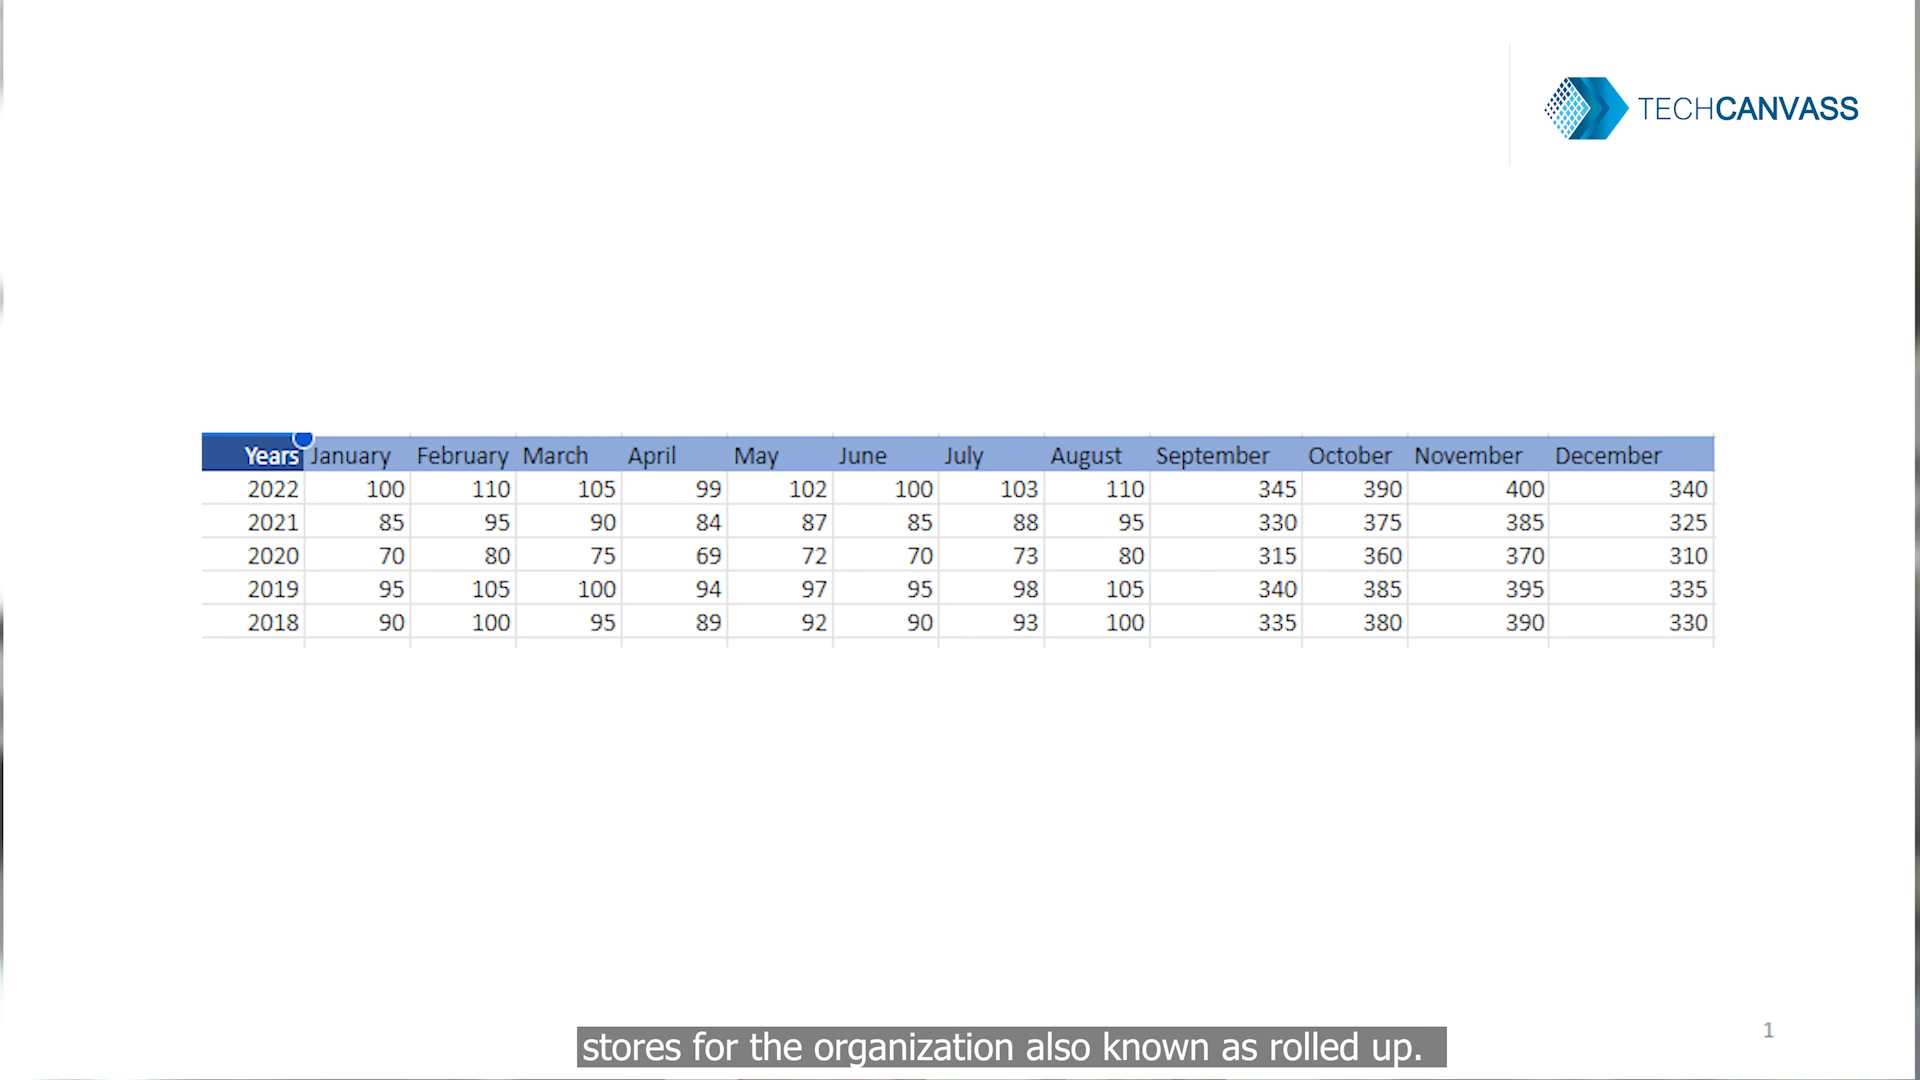 TECHCANVASS
Years January February March April May June July August September October November December
2022 100 110 105 99 102 100 103 110 345 390 400 340
2021 85 95 90 84 87 85 88 95 330 375 385 325
2020 70 80 75 69 72 70 73 80 315 360 370 310
2019 95 105 100 94 97 95 98 105 340 385 395 335
2018 90 100 95 89 92 90 93 100 335 380 390 330
1
stores for the organization also known as rolled up.